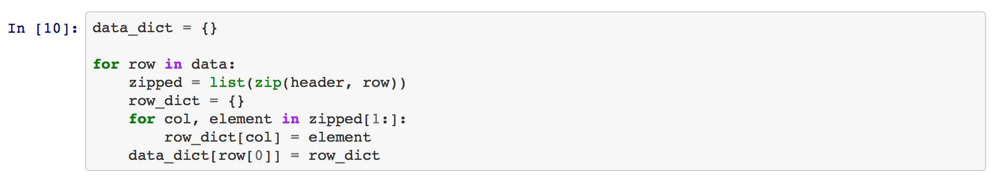 In [10]: data_dict = {}
for row in data:
    zipped = list(zip(header, row))
    row_dict = {}
    for col, element in zipped[1:]:
        row_dict[col] = element
    data_dict[row[0]] = row_dict